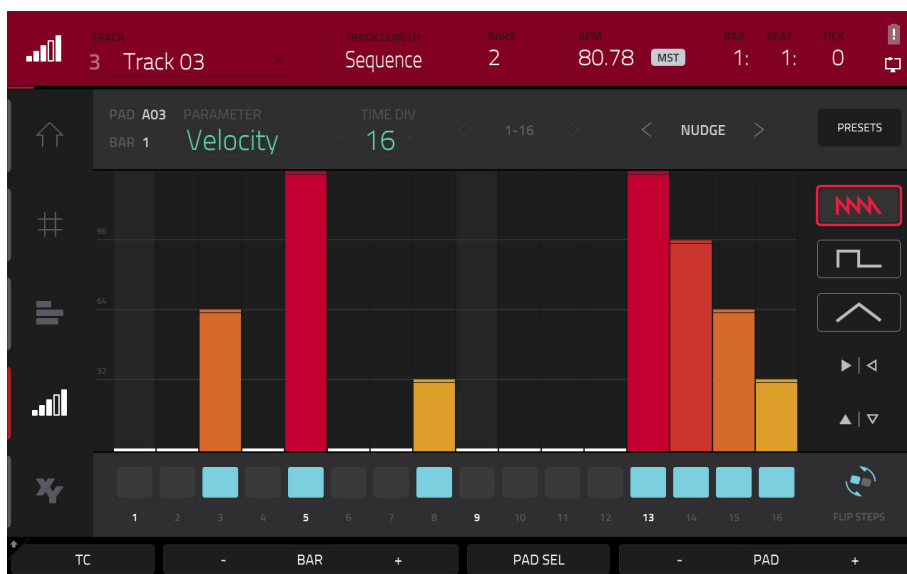 TRACK TRACK LENGTH BARS BPM BAR BEAT TICK
3 Track 03 Sequence 2 80.78 MST 1: 1: 0 !
PAD A03 PARAMETER TIME DIV
BAR 1 Velocity 16 < 1-16 > < NUDGE > PRESETS
96
64
32
XY
1 2 3 4 5 6 7 8 9 10 11 12 13 14 15 16 FLIP STEPS
TC - BAR + PAD SEL - PAD +